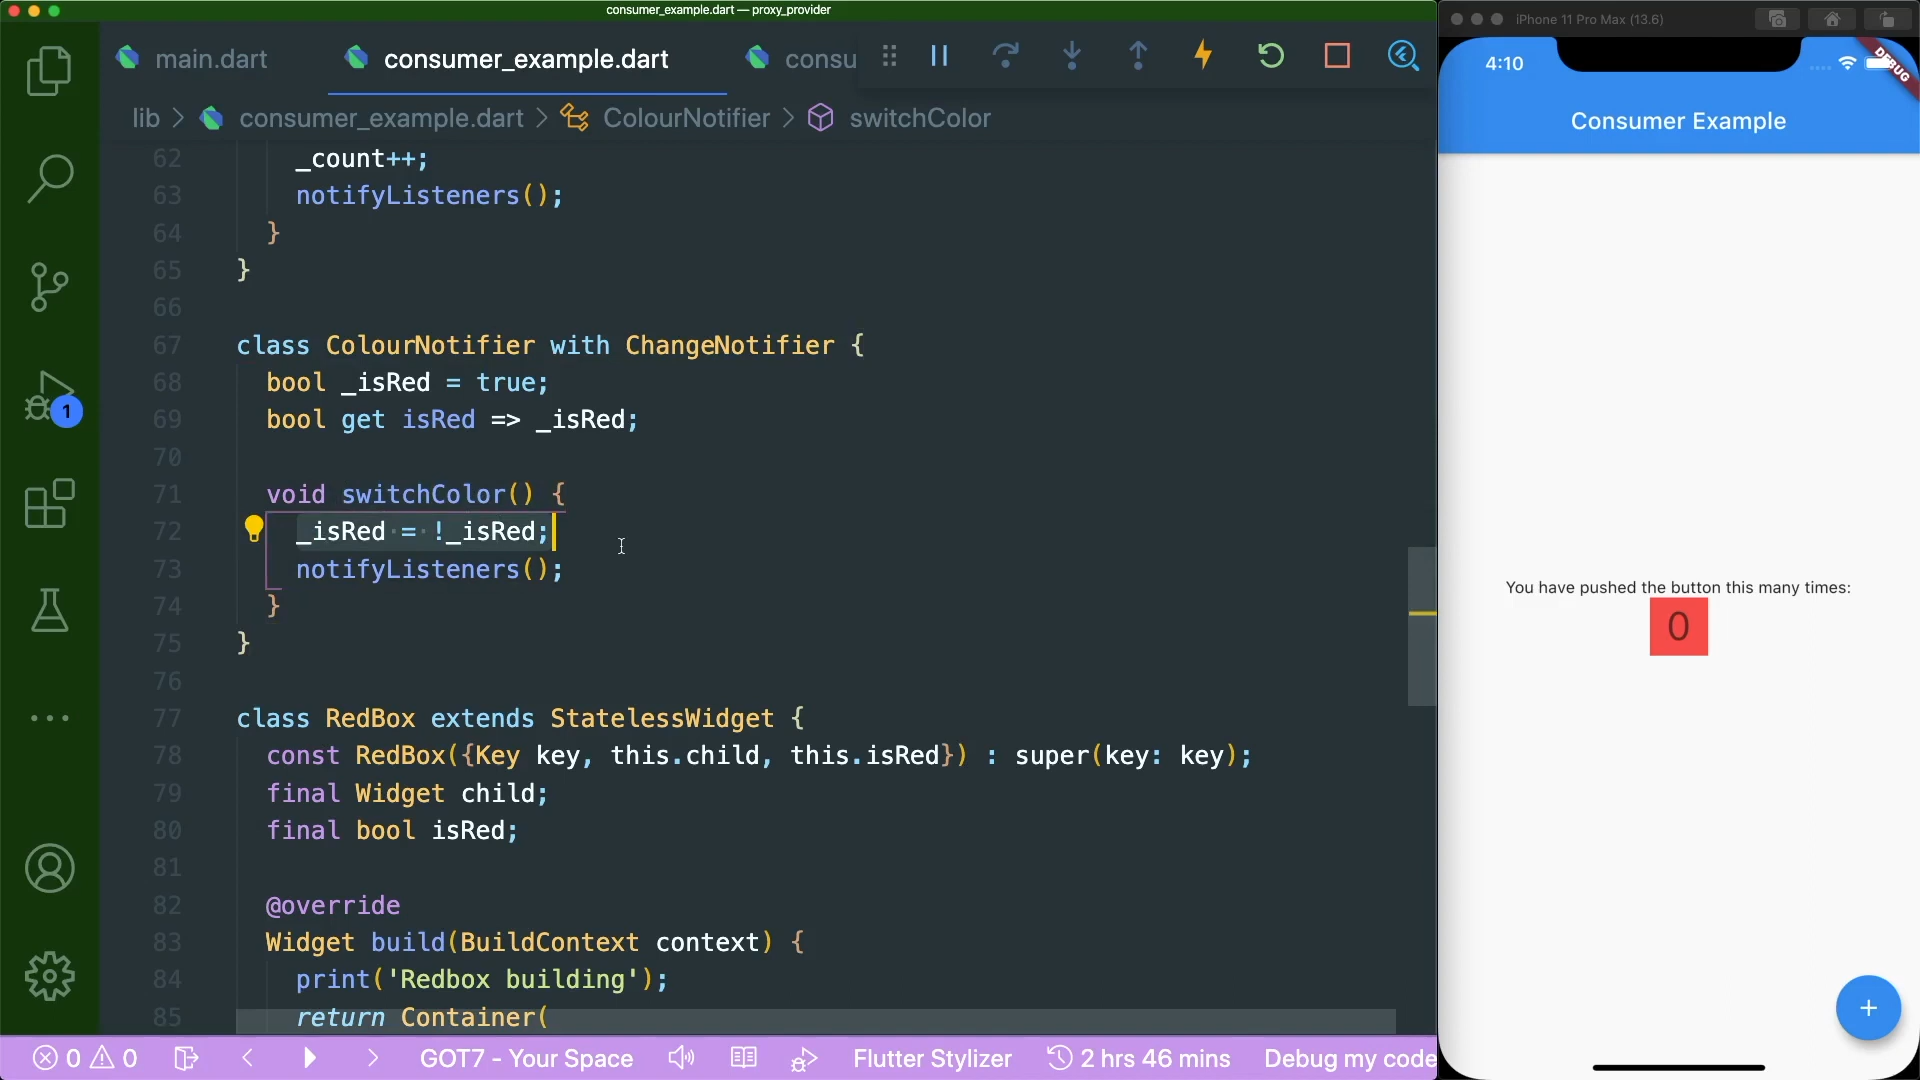 consumer_example.dart — proxy_provider
main.dart
consumer_example.dart
consu
lib > consumer_example.dart > ColourNotifier > switchColor
62 _count++;
63 notifyListeners();
64 }
65 }
66
67 class ColourNotifier with ChangeNotifier {
68 bool _isRed = true;
69 bool get isRed => _isRed;
70
71 void switchColor() {
72 _isRed = !_isRed;
73 notifyListeners();
74 }
75 }
76
77 class RedBox extends StatelessWidget {
78 const RedBox({Key key, this.child, this.isRed}) : super(key: key);
79 final Widget child;
80 final bool isRed;
81
82 @override
83 Widget build(BuildContext context) {
84 print('Redbox building');
85 return Container(
1
0 0 GOT7 - Your Space Flutter Stylizer 2 hrs 46 mins Debug my code
iPhone 11 Pro Max (13.6)
4:10
DEBUG
Consumer Example
You have pushed the button this many times:
0
+